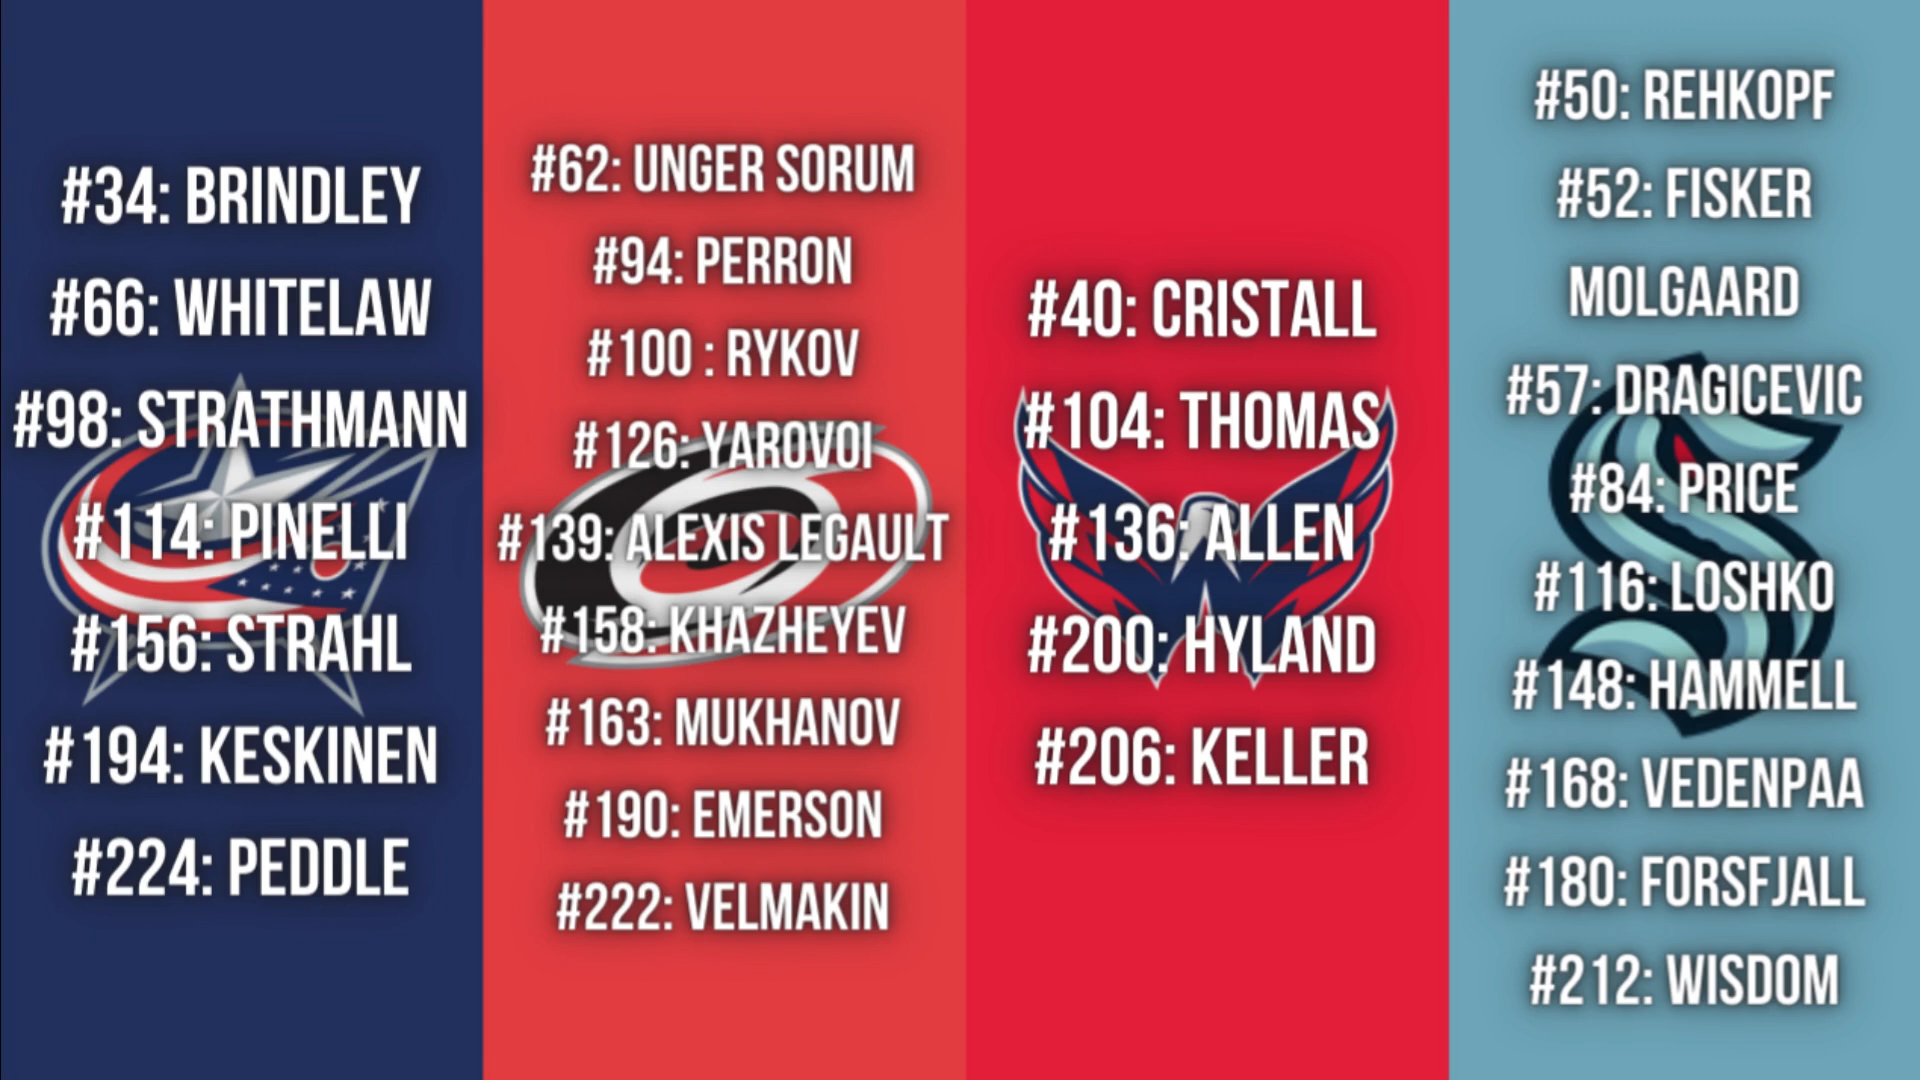 #34: BRINDLEY
#66: WHITELAW
#98: STRATHMANN
#114: PINELLI
#156: STRAHL
#194: KESKINEN
#224: PEDDLE
#62: UNGER SORUM
#94: PERRON
#100 : RYKOV
#126: YAROVOI
#139: ALEXIS LEGAULT
#158: KHAZHEYEV
#163: MUKHANOV
#190: EMERSON
#222: VELMAKIN
#40: CRISTALL
#104: THOMAS
#136: ALLEN
#200: HYLAND
#206: KELLER
#50: REHKOPF
#52: FISKER
MOLGAARD
#57: DRAGICEVIC
#84: PRICE
#116: LOSHKO
#148: HAMMELL
#168: VEDENPAA
#180: FORSFJALL
#212: WISDOM